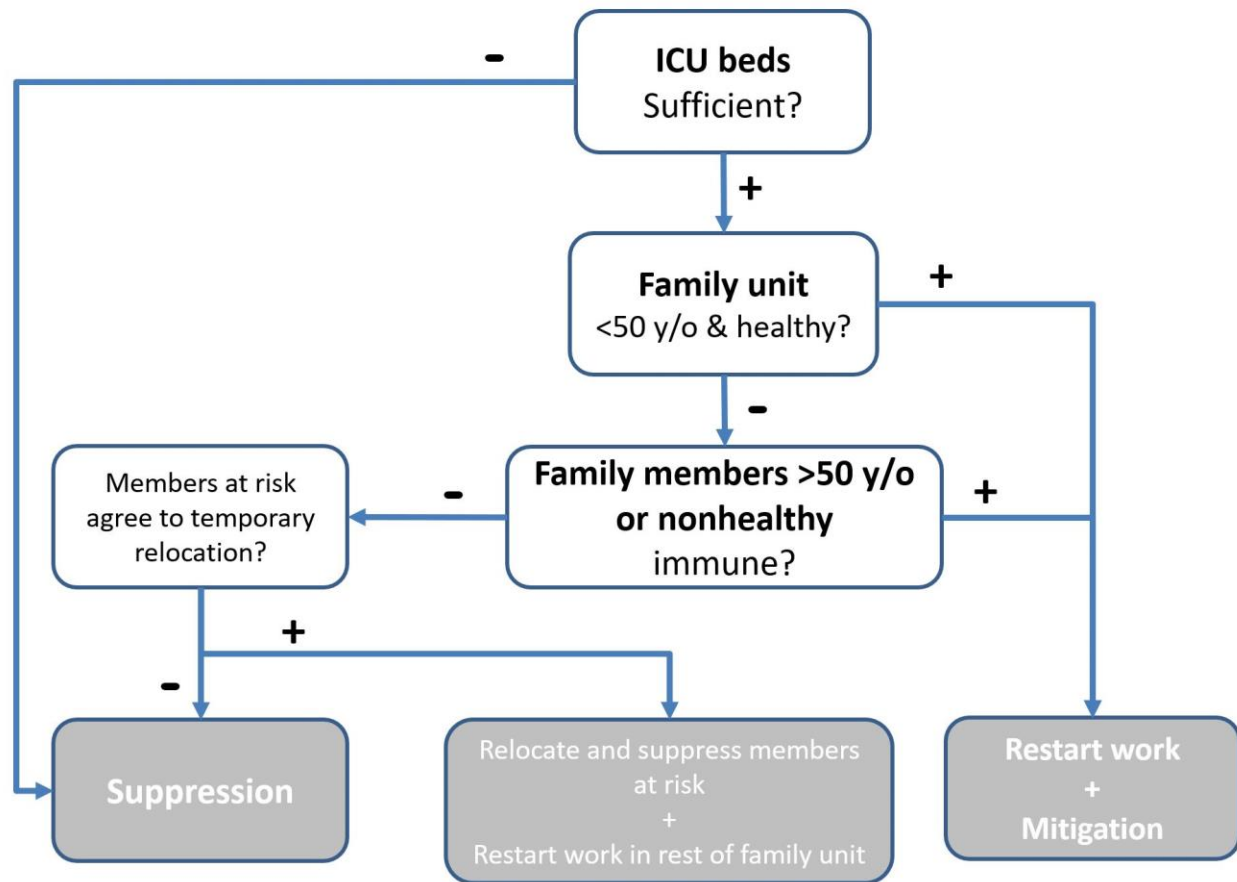 -
ICU beds
Sufficient?
+
Family unit
<50 y/o & healthy?
+
-
Members at risk
agree to temporary
relocation?
-
Family members >50 y/o
or nonhealthy
immune?
+
+
-
Suppression
Relocate and suppress members
at risk
+
Restart work in rest of family unit
Restart work
+
Mitigation